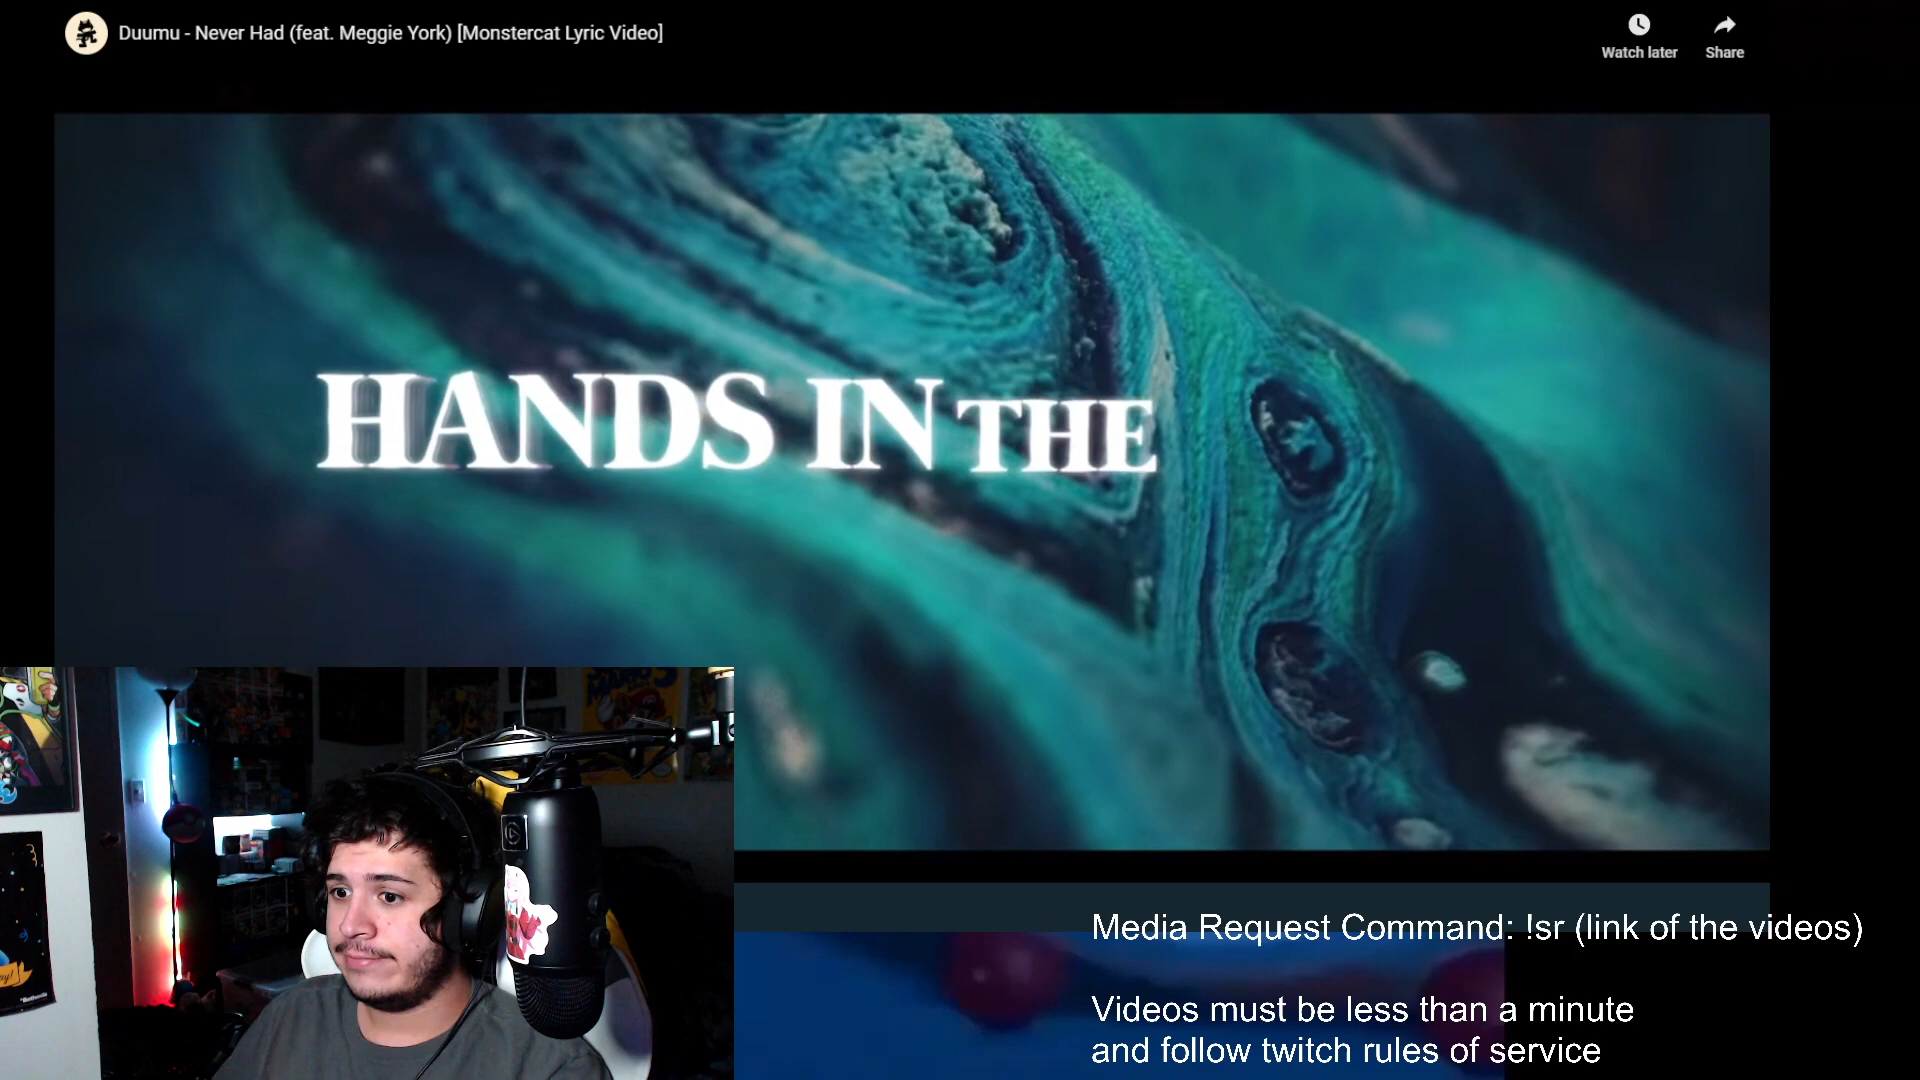 Duumu - Never Had (feat. Meggie York) [Monstercat Lyric Video]
Watch later
Share
HANDS IN THE
Media Request Command: !sr (link of the videos)
Videos must be less than a minute
and follow twitch rules of service